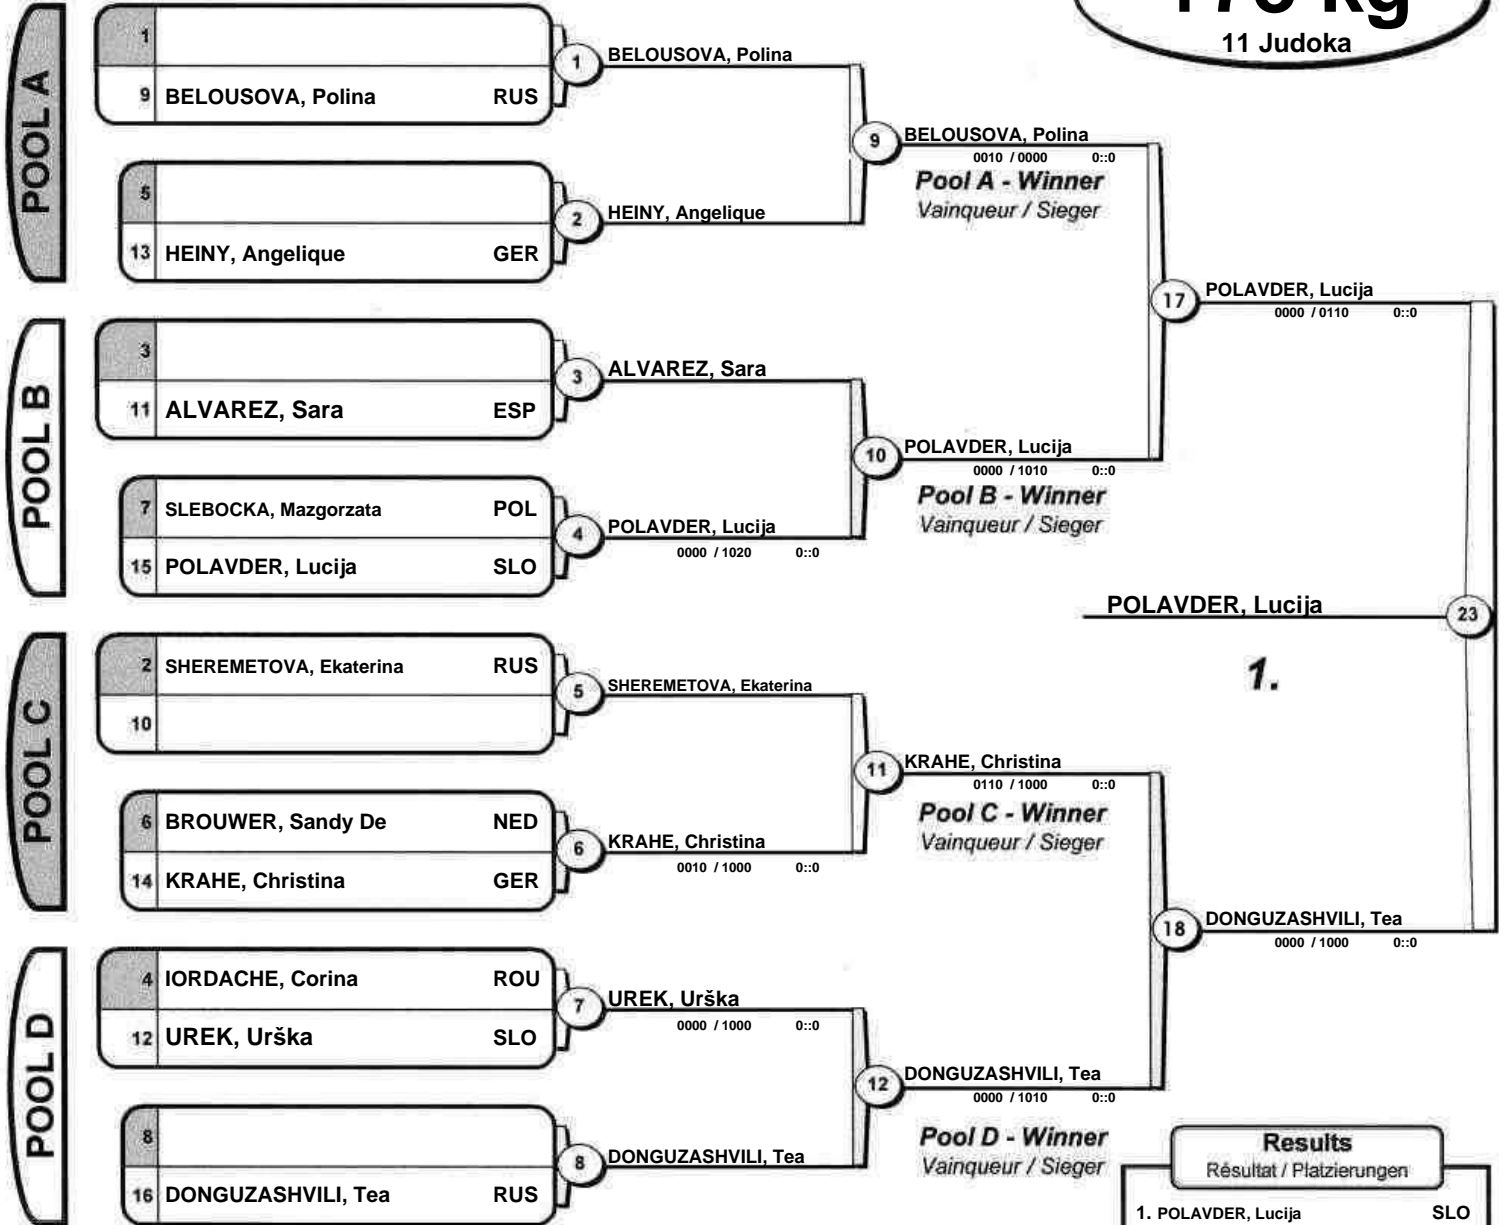 +78 kg
11 Judoka
POOL A
1
9 BELOUSOVA, Polina RUS
1 BELOUSOVA, Polina
5
13 HEINY, Angelique GER
2 HEINY, Angelique
9 BELOUSOVA, Polina
0010 / 0000 0::0
Pool A - Winner
Vainqueur / Sieger
POOL B
3
11 ALVAREZ, Sara ESP
3 ALVAREZ, Sara
7 SLEBOCKA, Mazgorzata POL
15 POLAVDER, Lucija SLO
4 POLAVDER, Lucija
0000 / 1020 0::0
10 POLAVDER, Lucija
0000 / 1010 0::0
Pool B - Winner
Vainqueur / Sieger
17 POLAVDER, Lucija
0000 / 0110 0::0
POLAVDER, Lucija 23
1.
POOL C
2 SHEREMETOVA, Ekaterina RUS
10
5 SHEREMETOVA, Ekaterina
6 BROUWER, Sandy De NED
14 KRAHE, Christina GER
6 KRAHE, Christina
0010 / 1000 0::0
11 KRAHE, Christina
0110 / 1000 0::0
Pool C - Winner
Vainqueur / Sieger
POOL D
4 IORDACHE, Corina ROU
12 UREK, Urška SLO
7 UREK, Urška
0000 / 1000 0::0
8
16 DONGUZASHVILI, Tea RUS
8 DONGUZASHVILI, Tea
12 DONGUZASHVILI, Tea
0000 / 1010 0::0
Pool D - Winner
Vainqueur / Sieger
18 DONGUZASHVILI, Tea
0000 / 1000 0::0
Results
Résultat / Platzierungen
1. POLAVDER, Lucija SLO